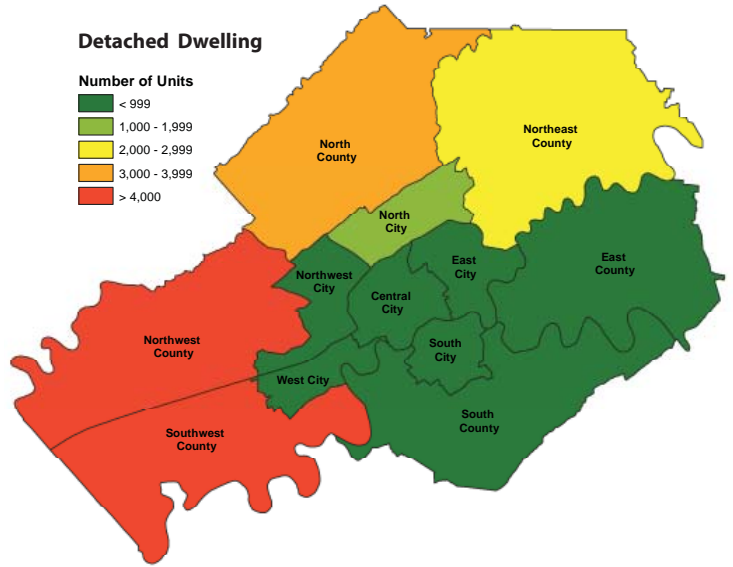 Detached Dwelling
Number of Units
< 999
1,000 - 1,999
2,000 - 2,999
3,000 - 3,999
> 4,000
North
County
Northeast
County
North
City
East
City
East
County
Northwest
City
Central
City
Northwest
County
South
City
West City
Southwest
County
South
County